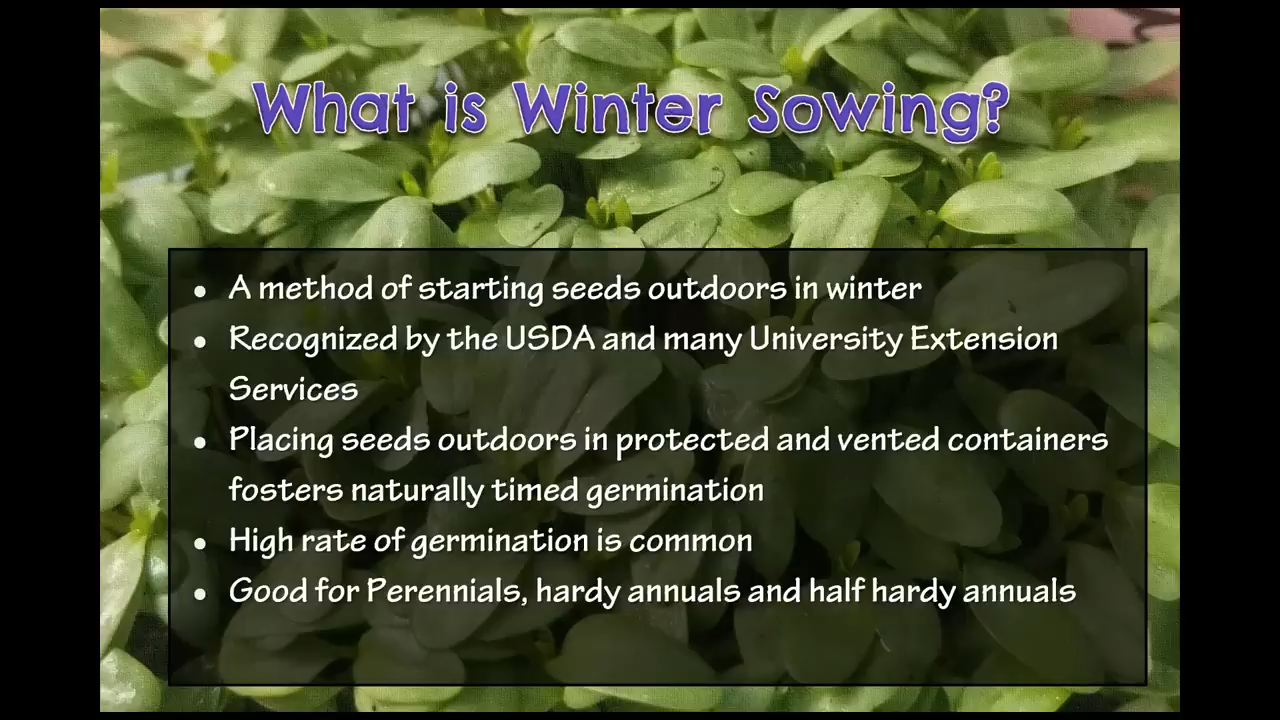 What is Winter Sowing?
• A method of starting seeds outdoors in winter
• Recognized by the USDA and many University Extension
Services
• Placing seeds outdoors in protected and vented containers
fosters naturally timed germination
• High rate of germination is common
• Good for Perennials, hardy annuals and half hardy annuals